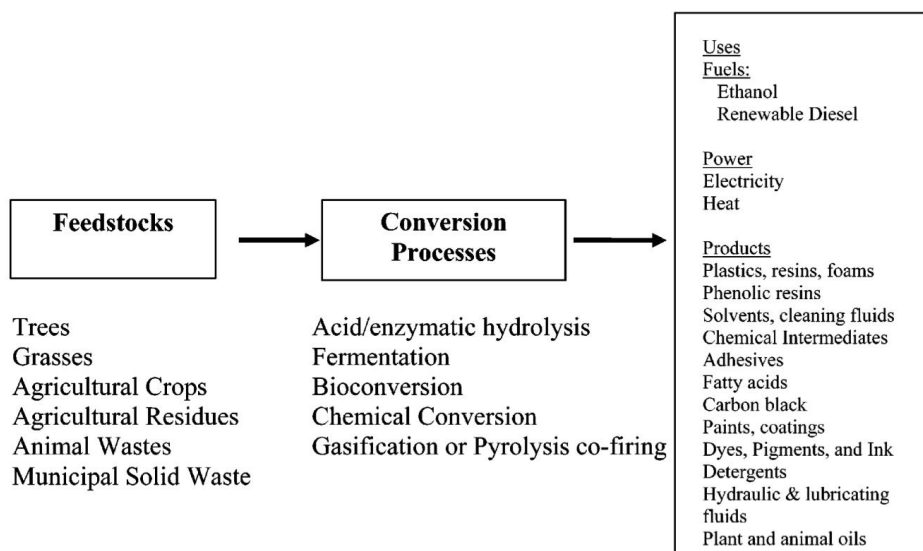 Feedstocks
Trees
Grasses
Agricultural Crops
Agricultural Residues
Animal Wastes
Municipal Solid Waste
Conversion
Processes
Acid/enzymatic hydrolysis
Fermentation
Bioconversion
Chemical Conversion
Gasification or Pyrolysis co-firing
Uses
Fuels:
Ethanol
Renewable Diesel
Power
Electricity
Heat
Products
Plastics, resins, foams
Phenolic resins
Solvents, cleaning fluids
Chemical Intermediates
Adhesives
Fatty acids
Carbon black
Paints, coatings
Dyes, Pigments, and Ink
Detergents
Hydraulic & lubricating
fluids
Plant and animal oils